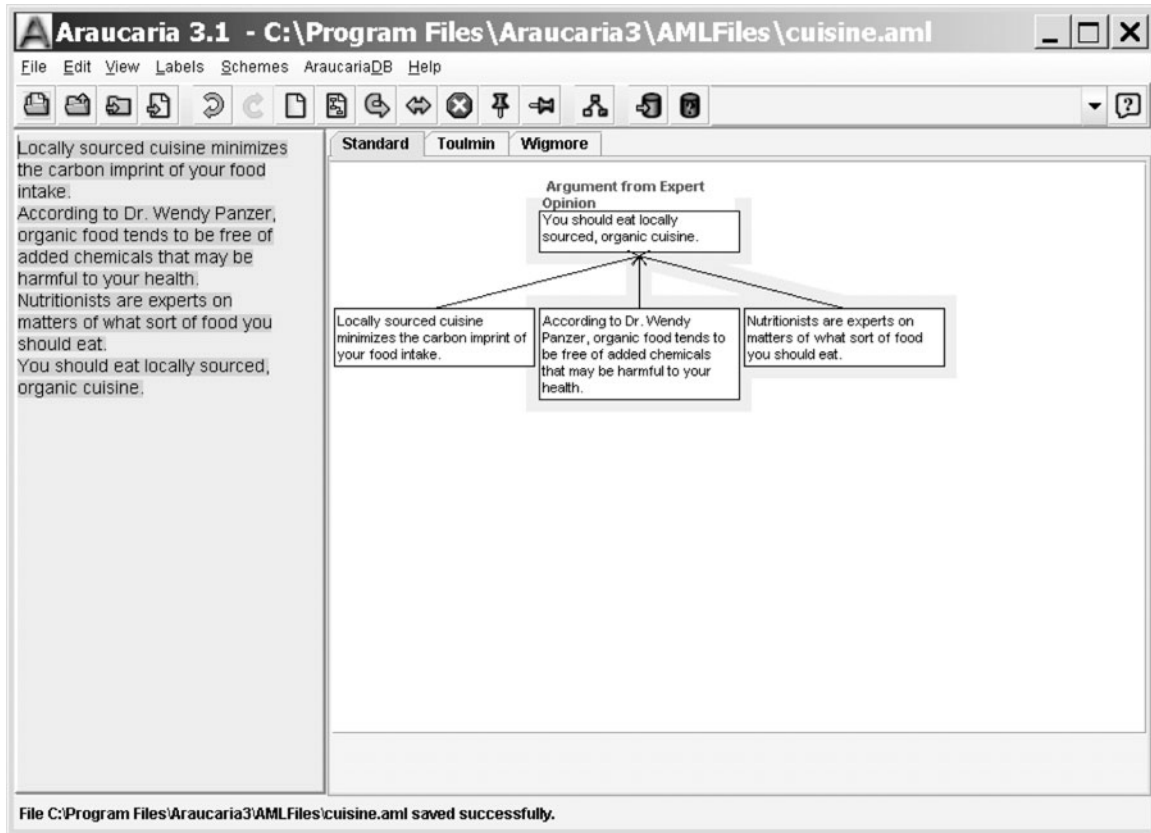 Araucaria 3.1 - C:\Program Files\Araucaria3\AMLFiles\cuisine.aml
File Edit View Labels Schemes AraucariaDB Help
Locally sourced cuisine minimizes
the carbon imprint of your food
intake.
According to Dr. Wendy Panzer,
organic food tends to be free of
added chemicals that may be
harmful to your health.
Nutritionists are experts on
matters of what sort of food you
should eat.
You should eat locally sourced,
organic cuisine.
Standard Toulmin Wigmore
Argument from Expert
Opinion
You should eat locally
sourced, organic cuisine.
Locally sourced cuisine
minimizes the carbon imprint of
your food intake.
According to Dr. Wendy
Panzer, organic food tends to
be free of added chemicals
that may be harmful to your
health.
Nutritionists are experts on
matters of what sort of food
you should eat.
File C:\Program Files\Araucaria3\AMLFiles\cuisine.aml saved successfully.